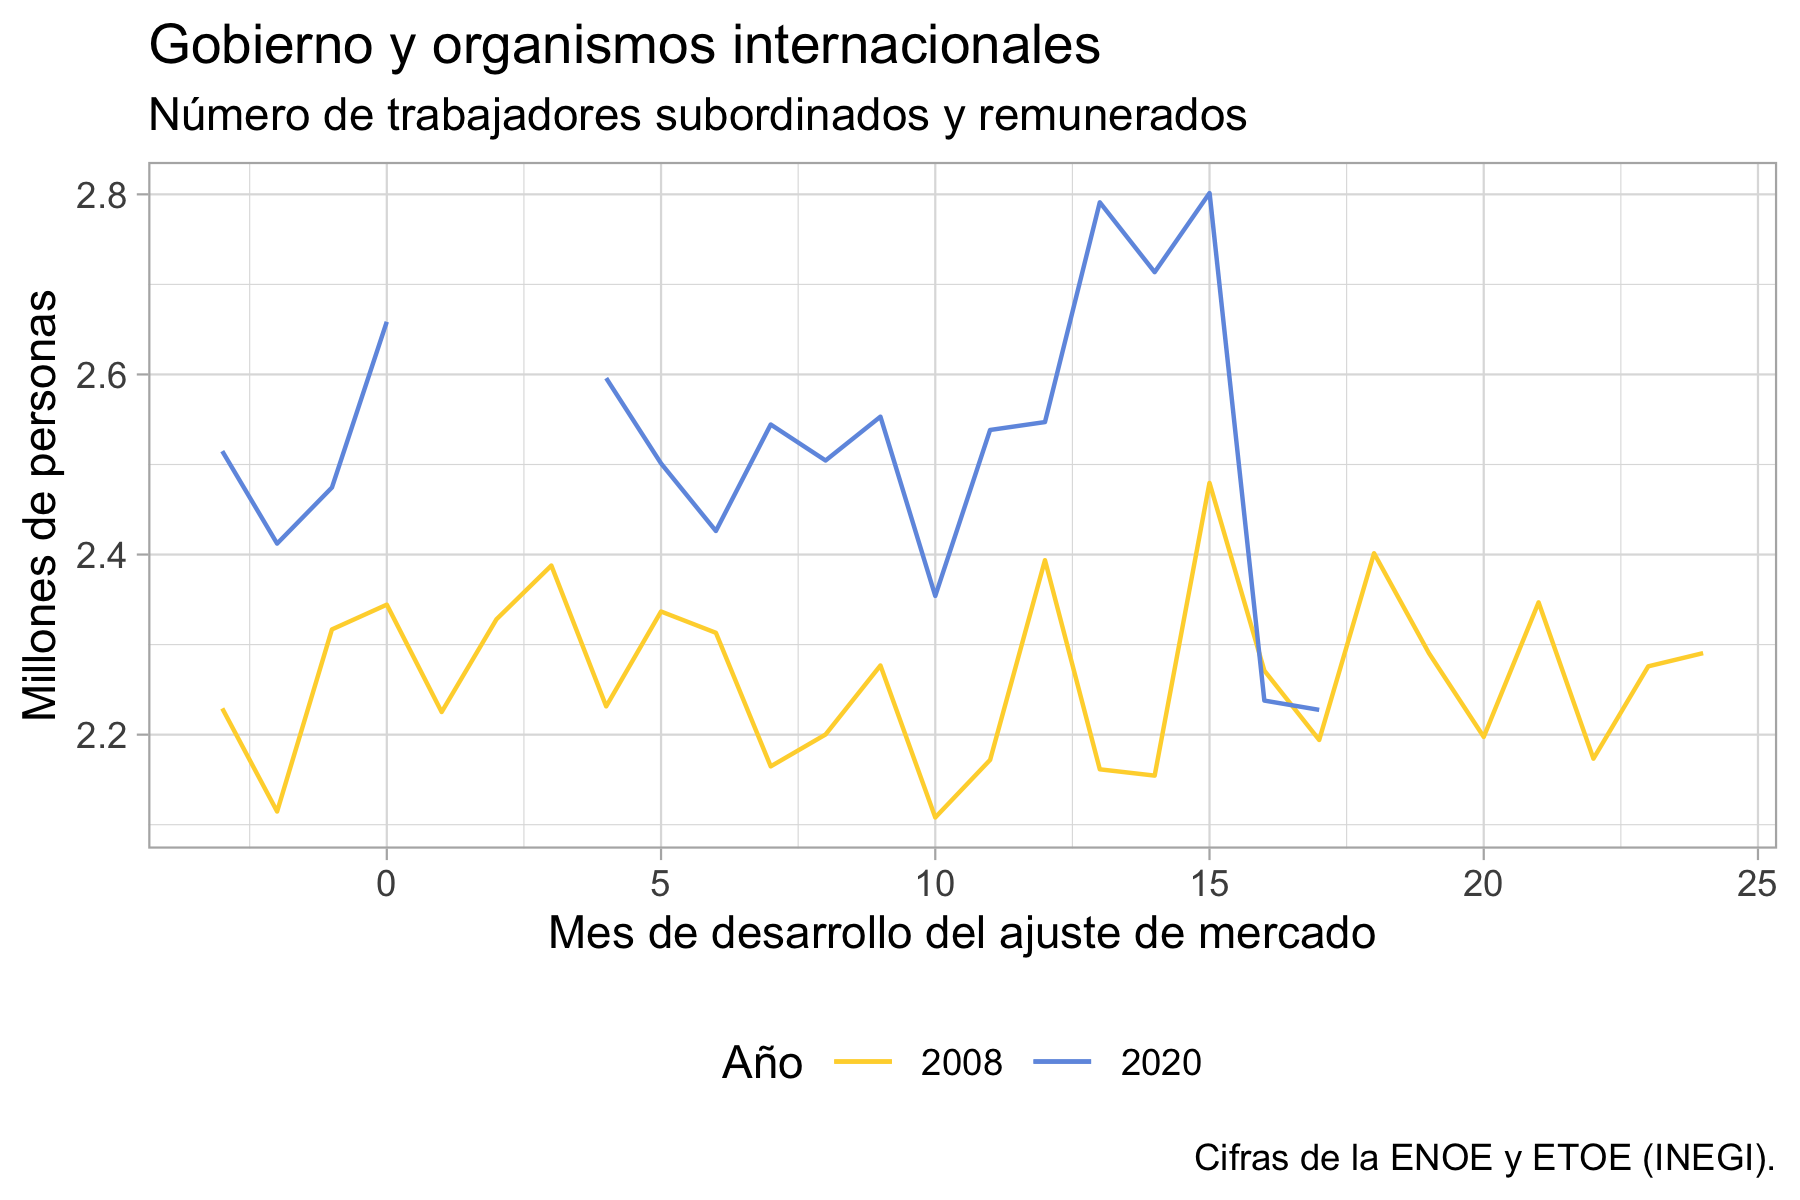 Gobierno y organismos internacionales
Número de trabajadores subordinados y remunerados
Millones de personas
2.8
2.6
2.4
2.2
0 5 10 15 20 25
Mes de desarrollo del ajuste de mercado
Año 2008 2020
Cifras de la ENOE y ETOE (INEGI).